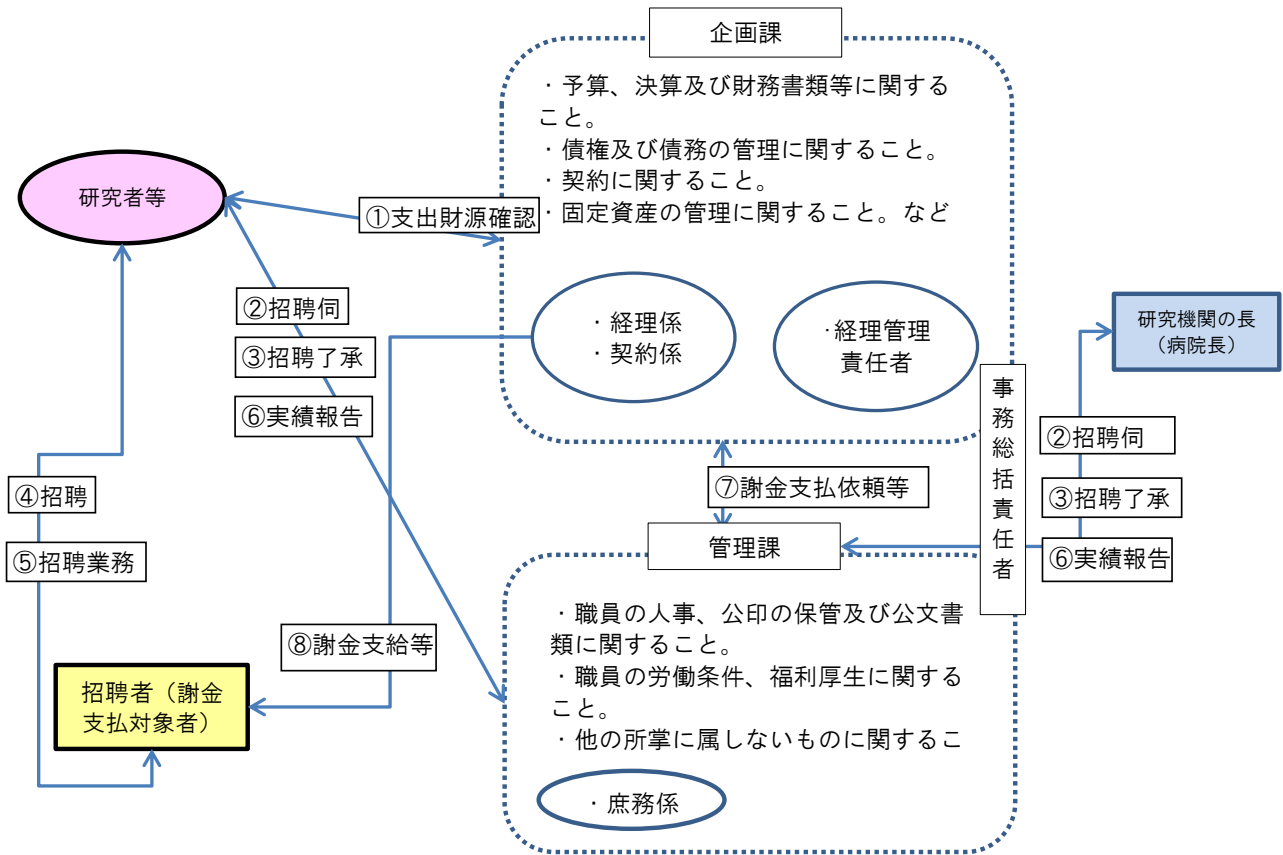 企画課
・予算、決算及び財務書類等に関する
こと。
・債権及び債務の管理に関すること。
・契約に関すること。
・固定資産の管理に関すること。など
研究者等
①支出財源確認
②招聘伺
③招聘了承
⑥実績報告
・経理係
・契約係
・経理管理
責任者
研究機関の長
（病院長）
事務総括責任者
②招聘伺
③招聘了承
⑥実績報告
④招聘
⑤招聘業務
⑦謝金支払依頼等
管理課
・職員の人事、公印の保管及び公文書
類に関すること。
・職員の労働条件、福利厚生に関する
こと。
・他の所掌に属しないものに関するこ
⑧謝金支給等
招聘者（謝金
支払対象者）
・庶務係